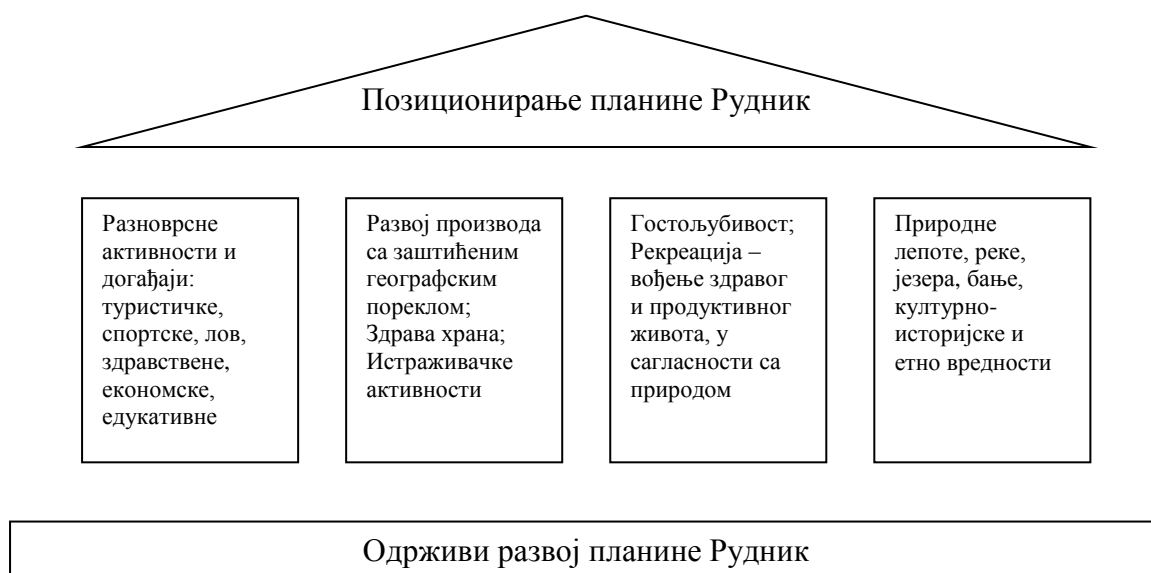 Позиционирање планине Рудник
Разноврсне
активности и
догађаји:
туристичке,
спортске, лов,
здравствене,
економске,
едукативне
Развој производа
са заштићеним
географским
пореклом;
Здрава храна;
Истраживачке
активности
Гостољубивост;
Рекреација –
вођење здравог
и продуктивног
живота, у
сагласности са
природом
Природне
лепоте, реке,
језера, бање,
културно-
историјске и
етно вредности
Одрживи развој планине Рудник